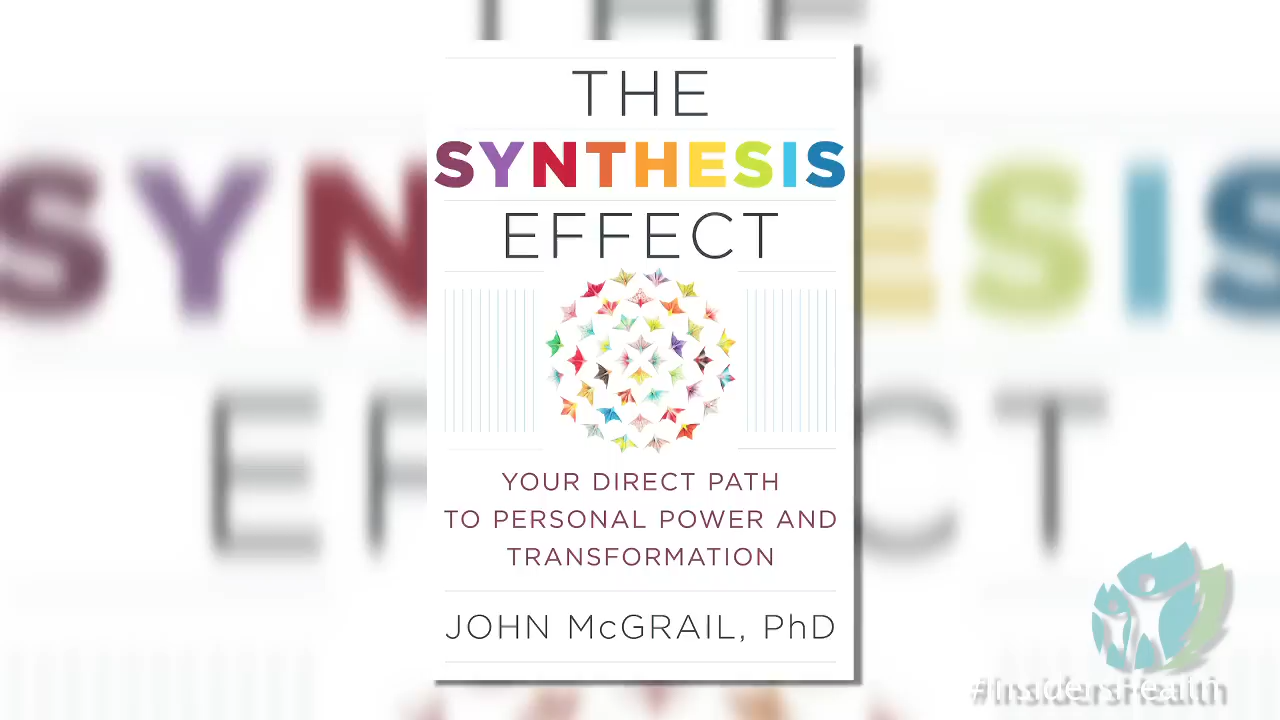 THE
SYNTHESIS
EFFECT
YOUR DIRECT PATH
TO PERSONAL POWER AND
TRANSFORMATION
JOHN McGRAIL, PhD
#InsidersHealth